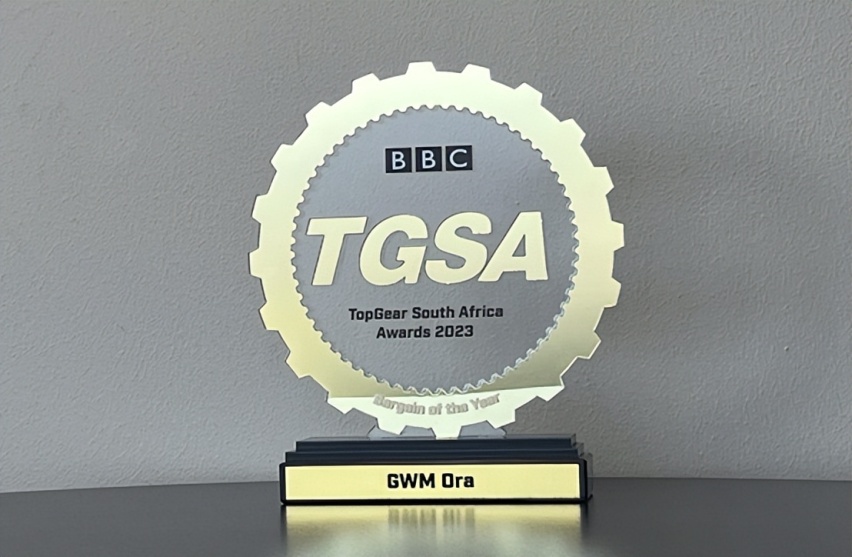 BBC
TGSA
TopGear South Africa
Awards 2023
Bargain of the Year
GWM Ora